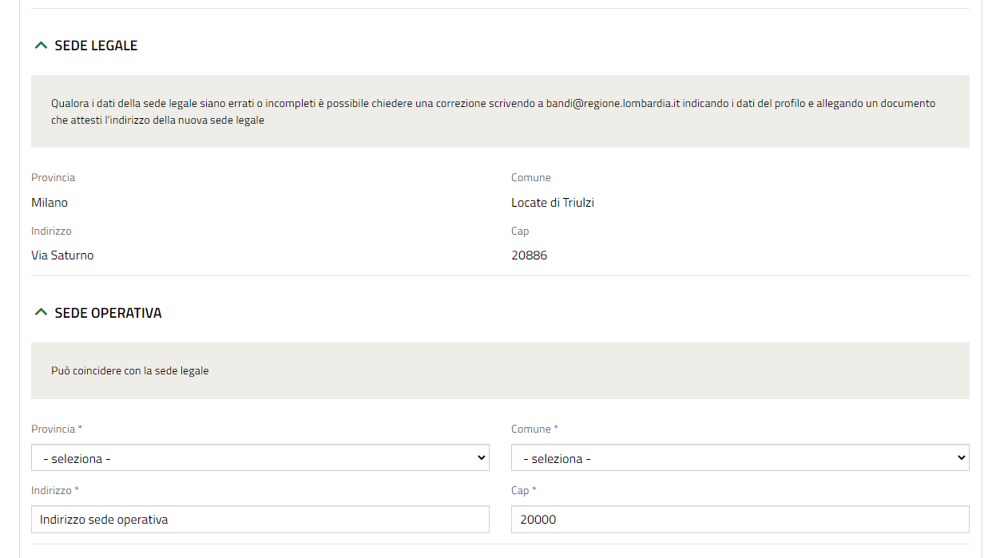 SEDE LEGALE
Qualora i dati della sede legale siano errati o incompleti è possibile chiedere una correzione scrivendo a bandi@regione.lombardia.it indicando i dati del profilo e allegando un documento
che attesti l'indirizzo della nuova sede legale
Provincia
Comune
Milano
Locate di Triulzi
Indirizzo
Cap
Via Saturno
20886
SEDE OPERATIVA
Può coincidere con la sede legale
Provincia *
Comune *
- seleziona -
- seleziona -
Indirizzo *
Cap *
Indirizzo sede operativa
20000